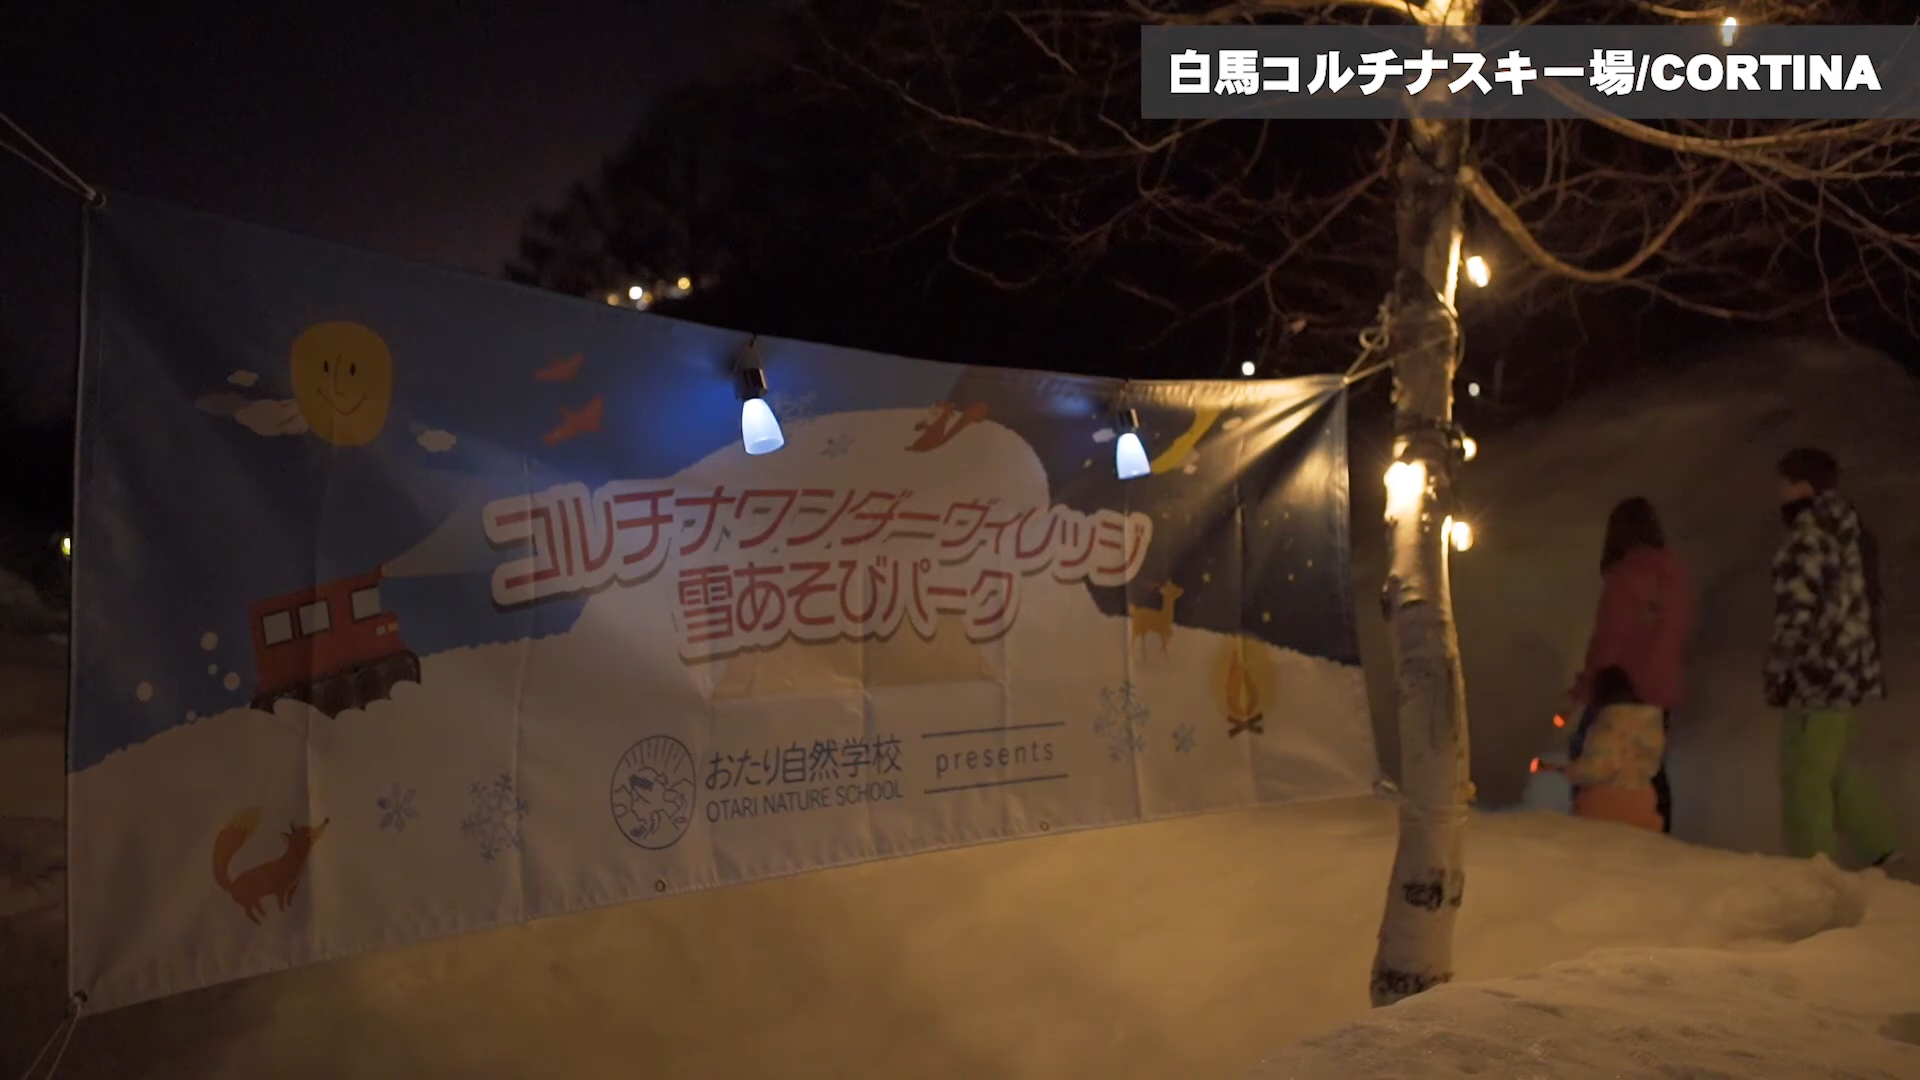 白馬コルチナスキー場/CORTINA
コルチナワンダーヴィレッジ
雪あそびパーク
おたり自然学校
OTARI NATURE SCHOOL
presents